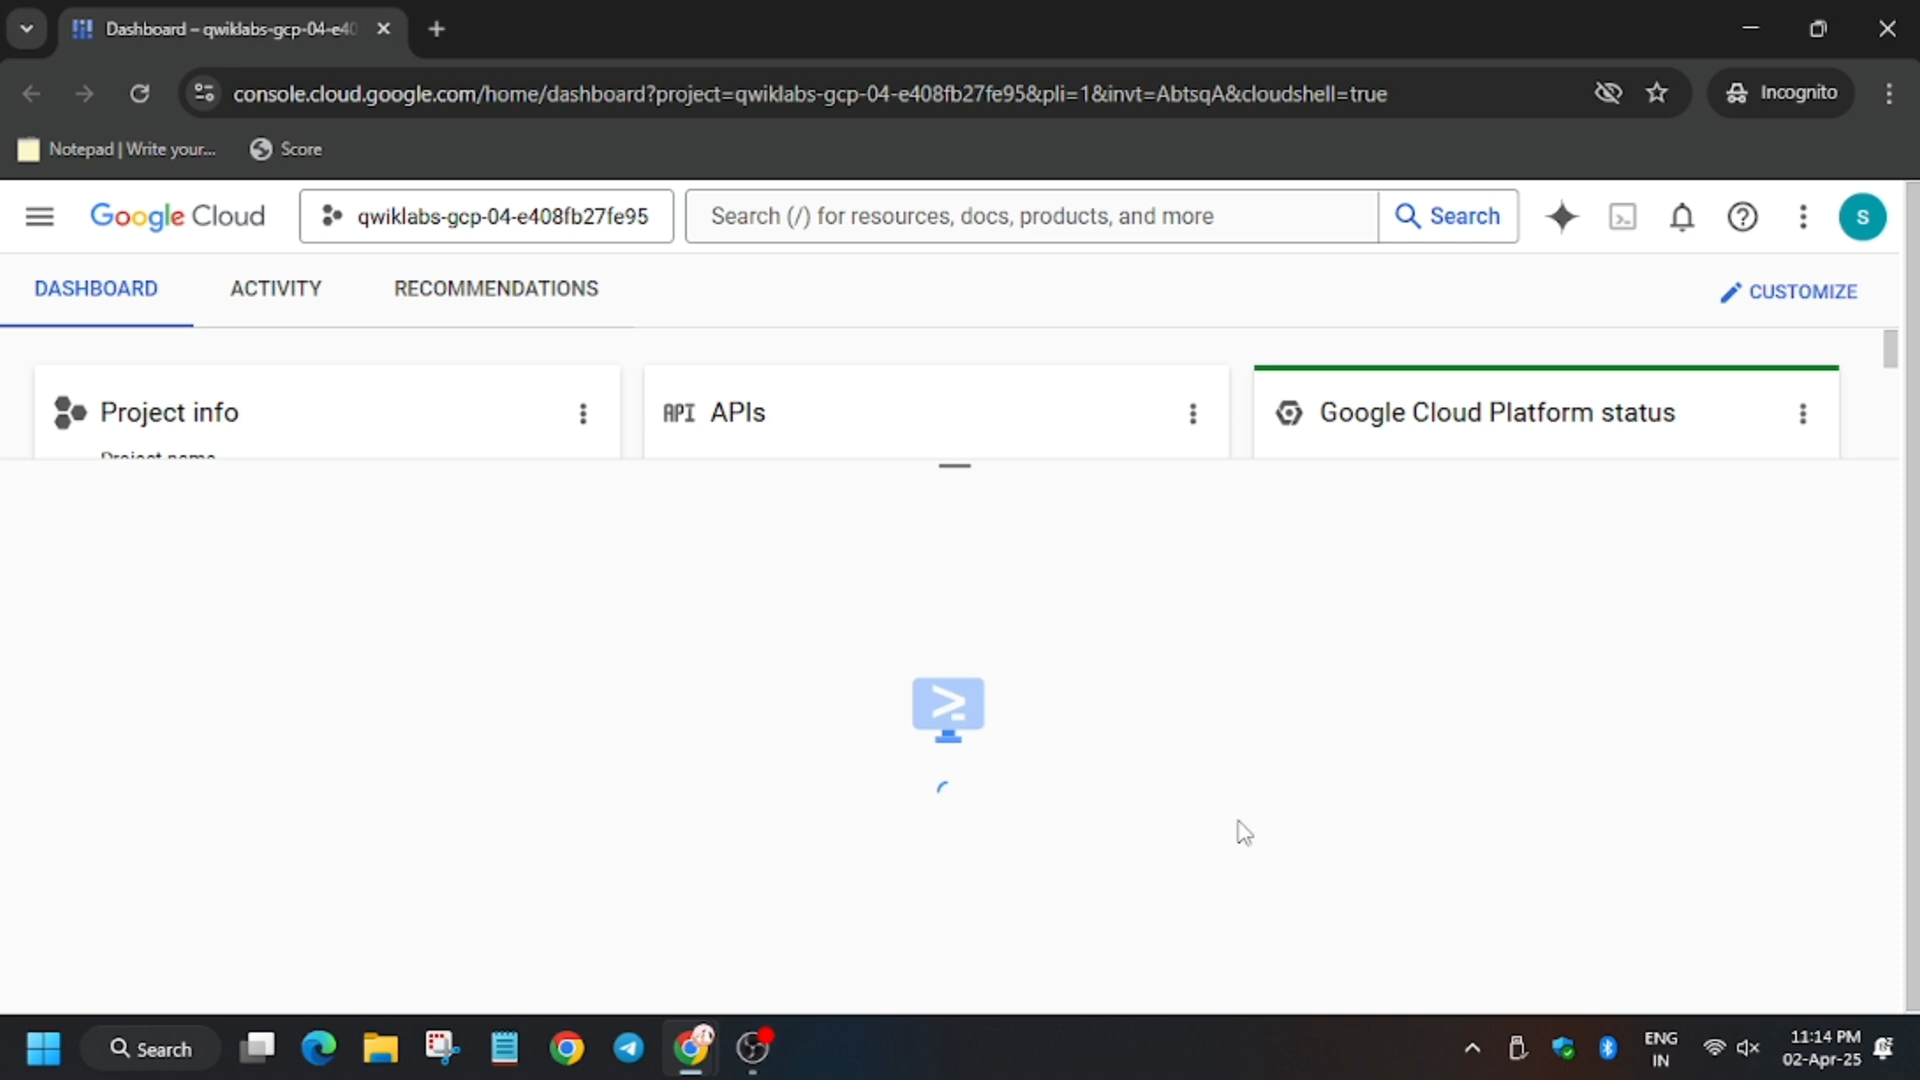 Dashboard – qwiklabs-gcp-04-e40
console.cloud.google.com/home/dashboard?project=qwiklabs-gcp-04-e408fb27fe95&pli=1&invt=AbtsqA&cloudshell=true
Incognito
Notepad | Write your...
Score
Google Cloud
qwiklabs-gcp-04-e408fb27fe95
Search (/) for resources, docs, products, and more
Search
S
DASHBOARD
ACTIVITY
RECOMMENDATIONS
CUSTOMIZE
Project info
API APIs
Google Cloud Platform status
Project name
Search
ENG
IN
11:14 PM
02-Apr-25